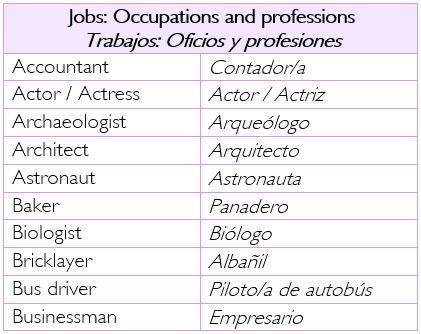 Jobs: Occupations and professions
Trabajos: Oficios y profesiones
Accountant Contador/a
Actor / Actress Actor / Actriz
Archaeologist Arqueólogo
Architect Arquitecto
Astronaut Astronauta
Baker Panadero
Biologist Biólogo
Bricklayer Albañil
Bus driver Piloto/a de autobús
Businessman Empresario